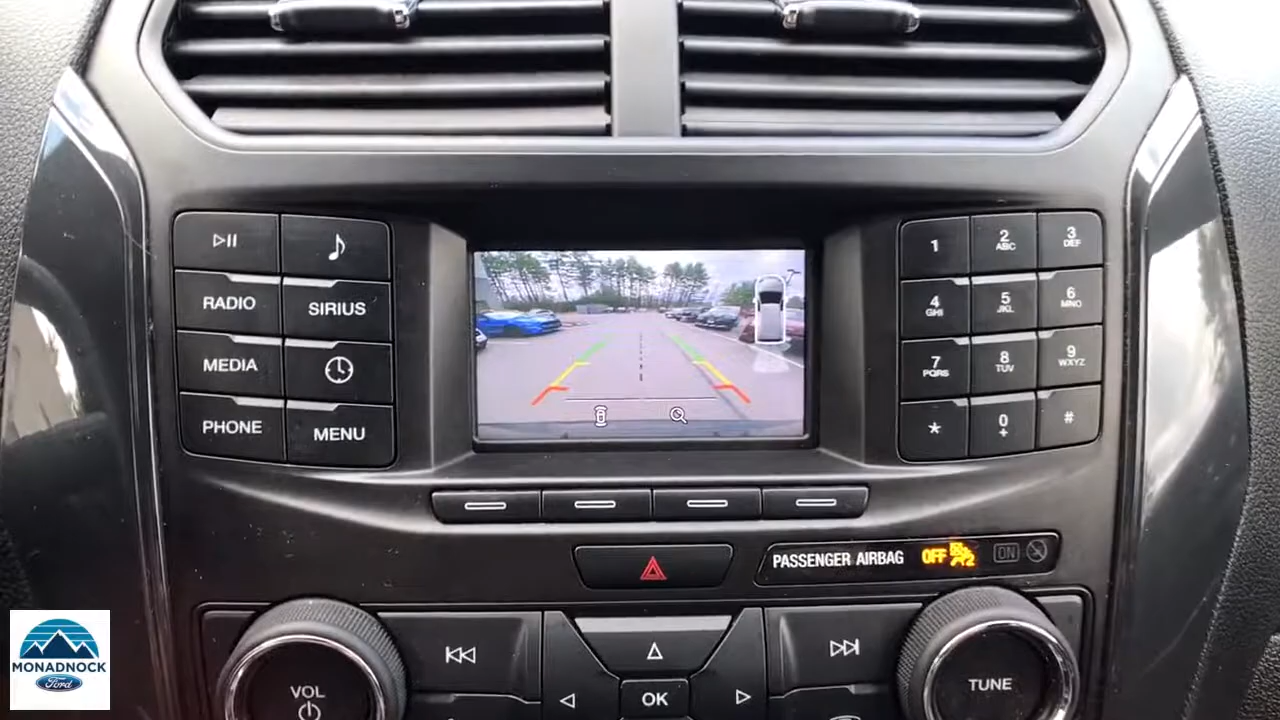 RADIO
SIRIUS
MEDIA
PHONE
MENU
1
2
ABC
3
DEF
4
GHI
5
JKL
6
MNO
7
PQRS
8
TUV
9
WXYZ
*
0
+
#
PASSENGER AIRBAG OFF ON
VOL
OK
TUNE
MONADNOCK
Ford